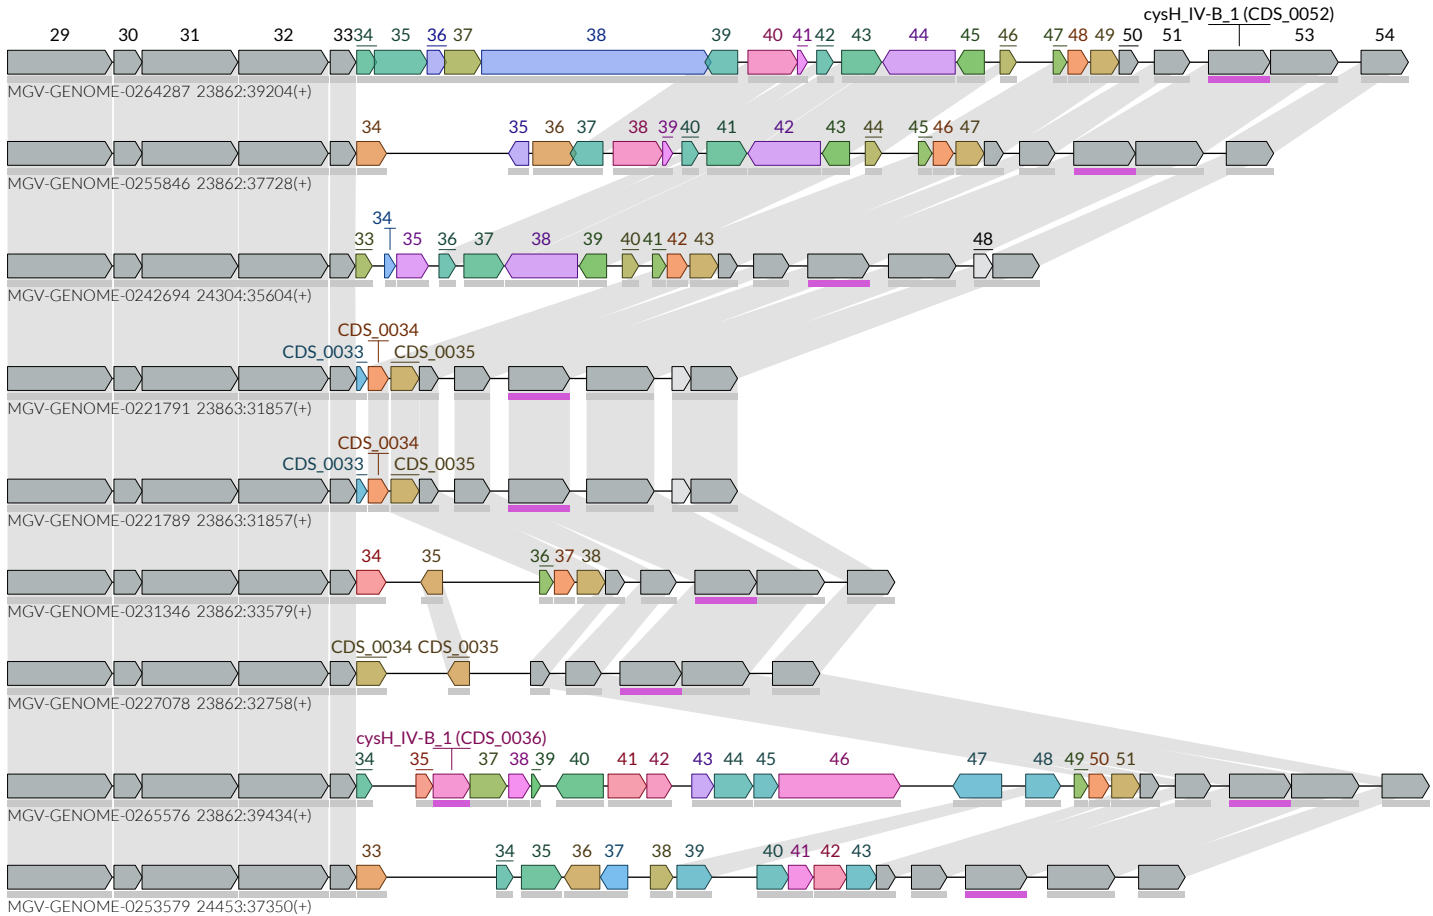 cysH_IV-B_1 (CDS_0052)
29 30 31 32 33 34 35 36 37 38 39 40 41 42 43 44 45 46 47 48 49 50 51 53 54
MGV-GENOME-0264287 23862:39204(+)
34 35 36 37 38 39 40 41 42 43 44 45 46 47
MGV-GENOME-0255846 23862:37728(+)
34
33 35 36 37 38 39 40 41 42 43 48
MGV-GENOME-0242694 24304:35604(+)
CDS_0034
CDS_0033 CDS_0035
MGV-GENOME-0221791 23863:31857(+)
CDS_0034
CDS_0033 CDS_0035
MGV-GENOME-0221789 23863:31857(+)
34 35 36 37 38
MGV-GENOME-0231346 23862:33579(+)
CDS_0034 CDS_0035
MGV-GENOME-0227078 23862:32758(+)
cysH_IV-B_1 (CDS_0036)
34 35 37 38 39 40 41 42 43 44 45 46 47 48 49 50 51
MGV-GENOME-0265576 23862:39434(+)
33 34 35 36 37 38 39 40 41 42 43
MGV-GENOME-0253579 24453:37350(+)